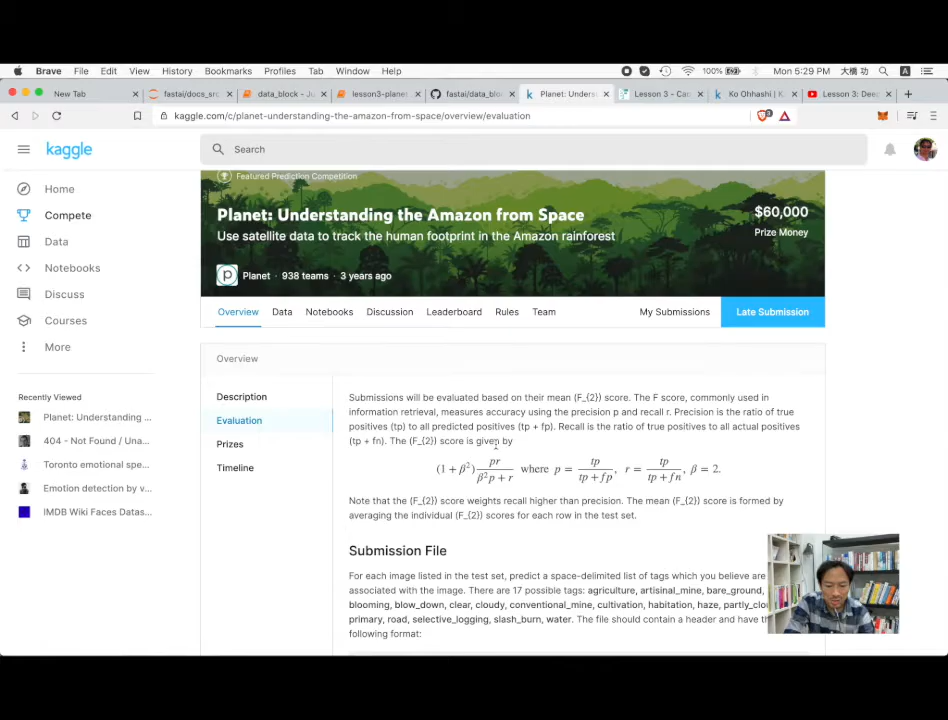 Brave File Edit View History Bookmarks Profiles Tab Window Help 100% Mon 5:29 PM 大橋 功 A
New Tab fastai/docs_src data_block - Ju lesson3-planet fastai/data_bloc Planet: Unders Lesson 3 - Cam Ko Ohhashi | K Lesson 3: Deep
kaggle.com/c/planet-understanding-the-amazon-from-space/overview/evaluation
kaggle
Search
Home
Compete
Data
Notebooks
Discuss
Courses
More
Recently Viewed
Planet: Understanding ...
404 - Not Found / Una...
Toronto emotional spe...
Emotion detection by v...
IMDB Wiki Faces Datas...
Featured Prediction Competition
Planet: Understanding the Amazon from Space
Use satellite data to track the human footprint in the Amazon rainforest
$60,000
Prize Money
p Planet · 938 teams · 3 years ago
Overview Data Notebooks Discussion Leaderboard Rules Team My Submissions Late Submission
Overview
Description
Evaluation
Prizes
Timeline
Submissions will be evaluated based on their mean (F_{2}) score. The F score, commonly used in
information retrieval, measures accuracy using the precision p and recall r. Precision is the ratio of true
positives (tp) to all predicted positives (tp + fp). Recall is the ratio of true positives to all actual positives
(tp + fn). The (F_{2}) score is given by
(1 + β²) pr / β²p + r where p = tp / tp + fp, r = tp / tp + fn, β = 2.
Note that the (F_{2}) score weights recall higher than precision. The mean (F_{2}) score is formed by
averaging the individual (F_{2}) scores for each row in the test set.
Submission File
For each image listed in the test set, predict a space-delimited list of tags which you believe are
associated with the image. There are 17 possible tags: agriculture, artisinal_mine, bare_ground,
blooming, blow_down, clear, cloudy, conventional_mine, cultivation, habitation, haze, partly_clo
primary, road, selective_logging, slash_burn, water. The file should contain a header and have th
following format: